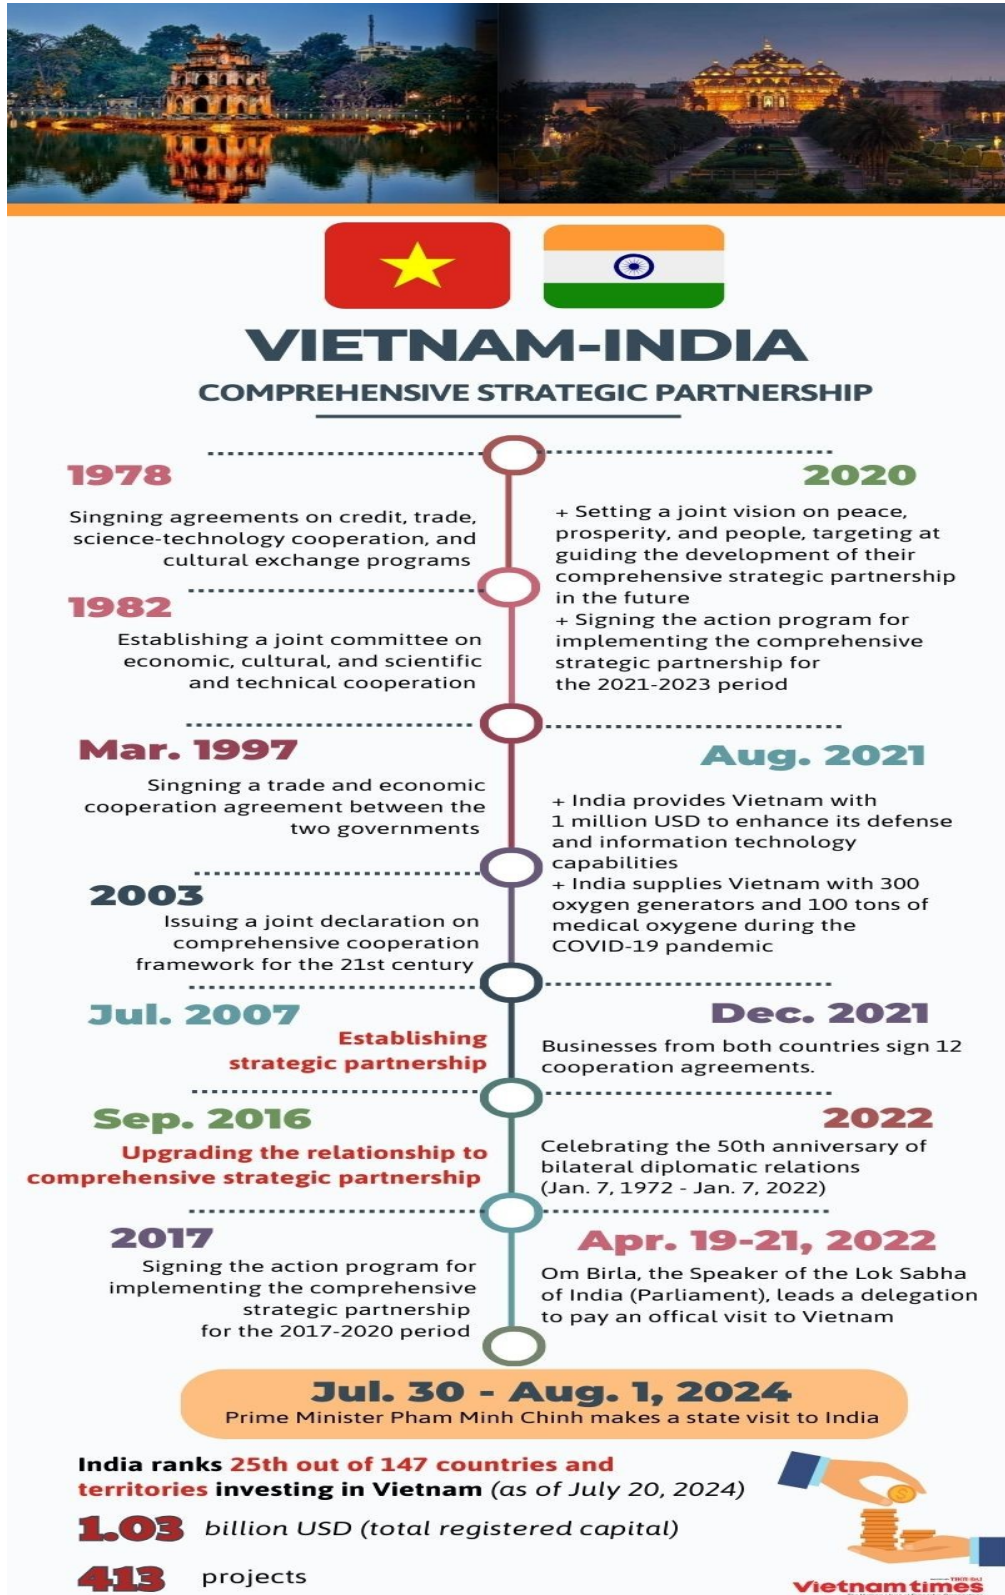 VIETNAM-INDIA
COMPREHENSIVE STRATEGIC PARTNERSHIP
1978
Singning agreements on credit, trade,
science-technology cooperation, and
cultural exchange programs
1982
Establishing a joint committee on
economic, cultural, and scientific
and technical cooperation
Mar. 1997
Singning a trade and economic
cooperation agreement between the
two governments
2003
Issuing a joint declaration on
comprehensive cooperation
framework for the 21st century
Jul. 2007
Establishing
strategic partnership
Sep. 2016
Upgrading the relationship to
comprehensive strategic partnership
2017
Signing the action program for
implementing the comprehensive
strategic partnership
for the 2017-2020 period
2020
+ Setting a joint vision on peace,
prosperity, and people, targeting at
guiding the development of their
comprehensive strategic partnership
in the future
+ Signing the action program for
implementing the comprehensive
strategic partnership for
the 2021-2023 period
Aug. 2021
+ India provides Vietnam with
1 million USD to enhance its defense
and information technology
capabilities
+ India supplies Vietnam with 300
oxygen generators and 100 tons of
medical oxygene during the
COVID-19 pandemic
Dec. 2021
Businesses from both countries sign 12
cooperation agreements.
2022
Celebrating the 50th anniversary of
bilateral diplomatic relations
(Jan. 7, 1972 - Jan. 7, 2022)
Apr. 19-21, 2022
Om Birla, the Speaker of the Lok Sabha
of India (Parliament), leads a delegation
to pay an offical visit to Vietnam
Jul. 30 - Aug. 1, 2024
Prime Minister Pham Minh Chinh makes a state visit to India
India ranks 25th out of 147 countries and
territories investing in Vietnam (as of July 20, 2024)
1.03 billion USD (total registered capital)
413 projects
Vietnamtimes